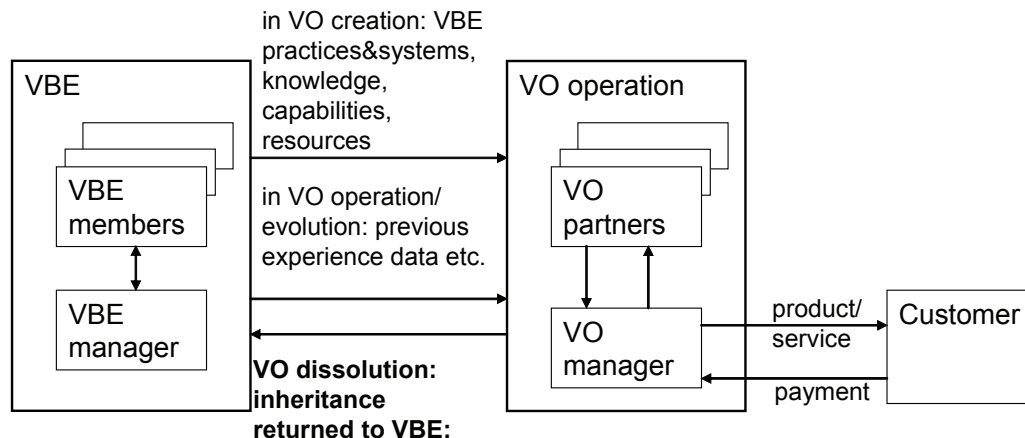 in VO creation: VBE
practices&systems,
knowledge,
capabilities,
resources
VBE
VBE
members
VBE
manager
in VO operation/
evolution: previous
experience data etc.
VO dissolution:
inheritance
returned to VBE:
VO operation
VO
partners
VO
manager
product/
service
payment
Customer